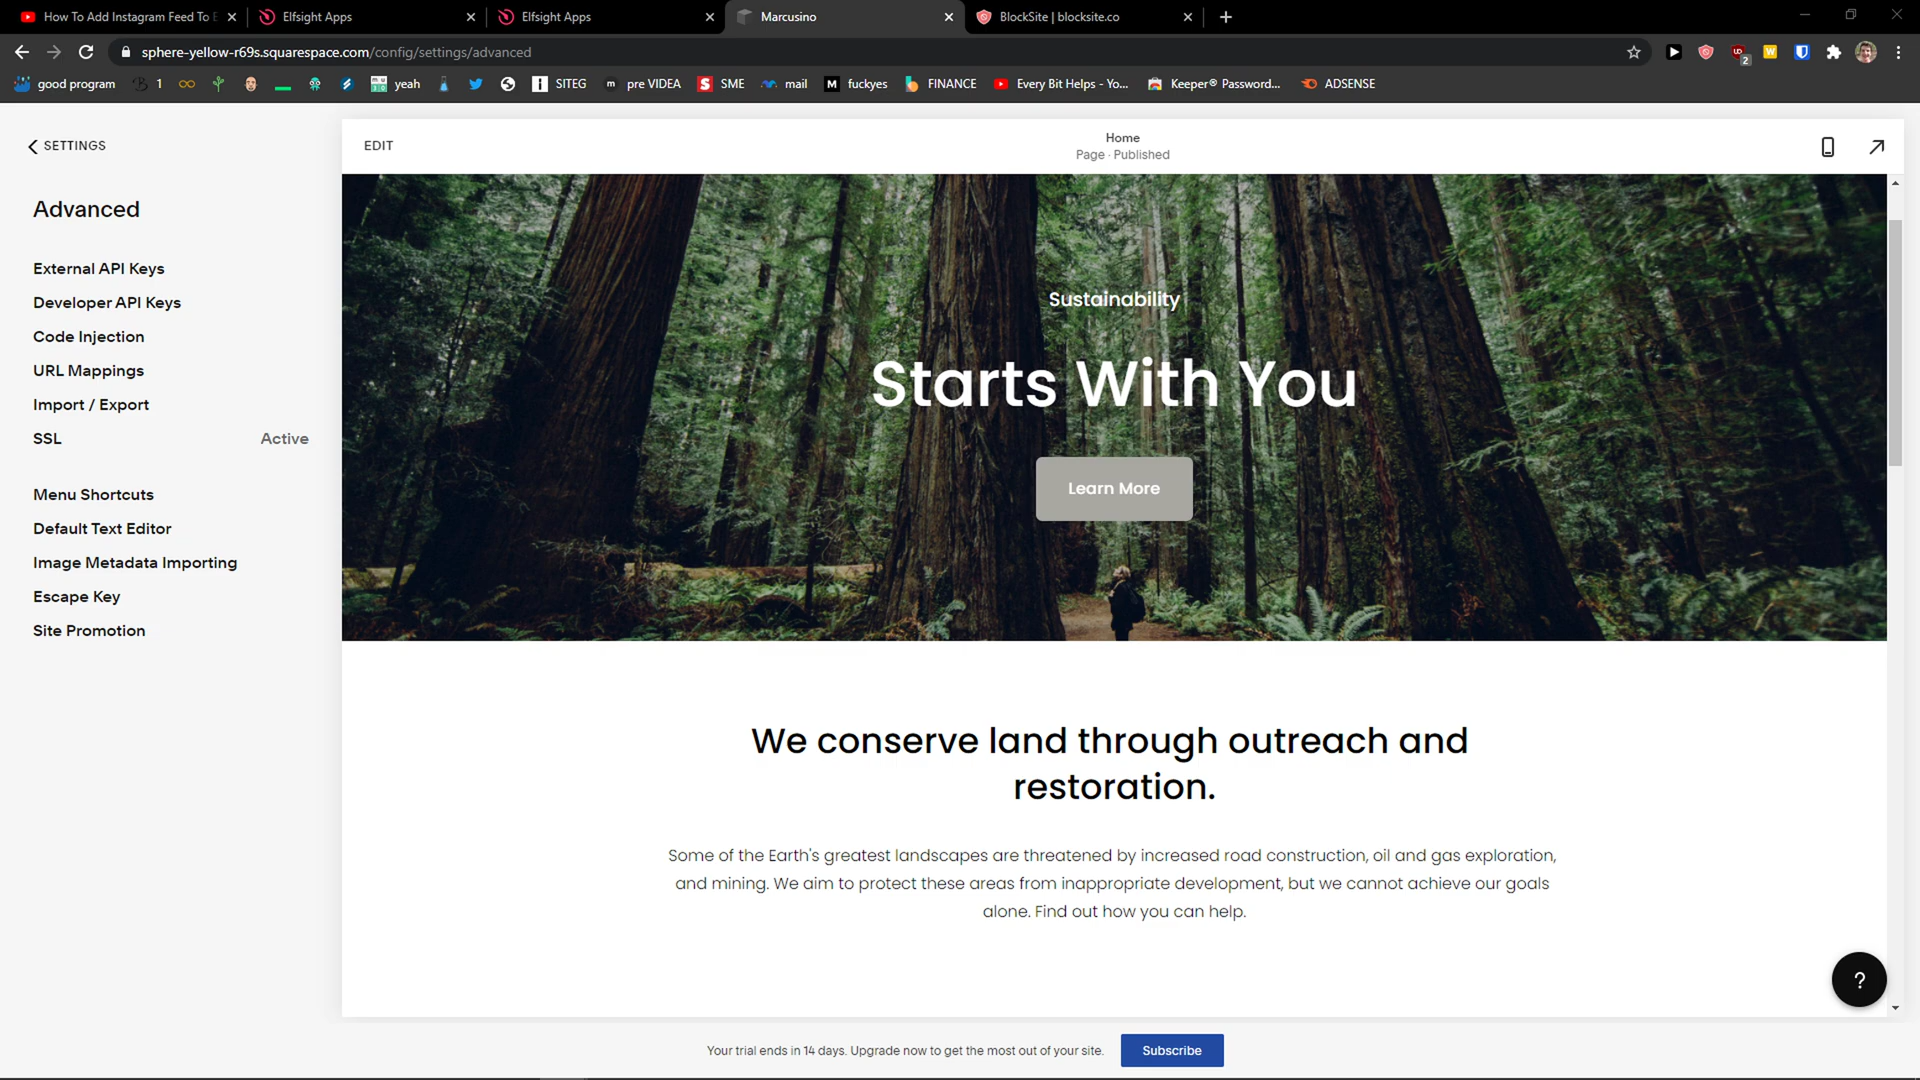 How To Add Instagram Feed To E
Elfsight Apps
Elfsight Apps
Marcusino
BlockSite | blocksite.co
sphere-yellow-r69s.squarespace.com/config/settings/advanced
2
good program
1
yeah
SITEG
m
pre VIDEA
S
SME
mail
M
fuckyes
FINANCE
Every Bit Helps - Yo...
Keeper® Password...
ADSENSE
SETTINGS
EDIT
Home
Page · Published
Advanced
External API Keys
Developer API Keys
Code Injection
URL Mappings
Import / Export
SSL
Active
Menu Shortcuts
Default Text Editor
Image Metadata Importing
Escape Key
Site Promotion
Sustainability
Starts With You
Learn More
We conserve land through outreach and
restoration.
Some of the Earth's greatest landscapes are threatened by increased road construction, oil and gas exploration,
and mining. We aim to protect these areas from inappropriate development, but we cannot achieve our goals
alone. Find out how you can help.
?
Your trial ends in 14 days. Upgrade now to get the most out of your site.
Subscribe